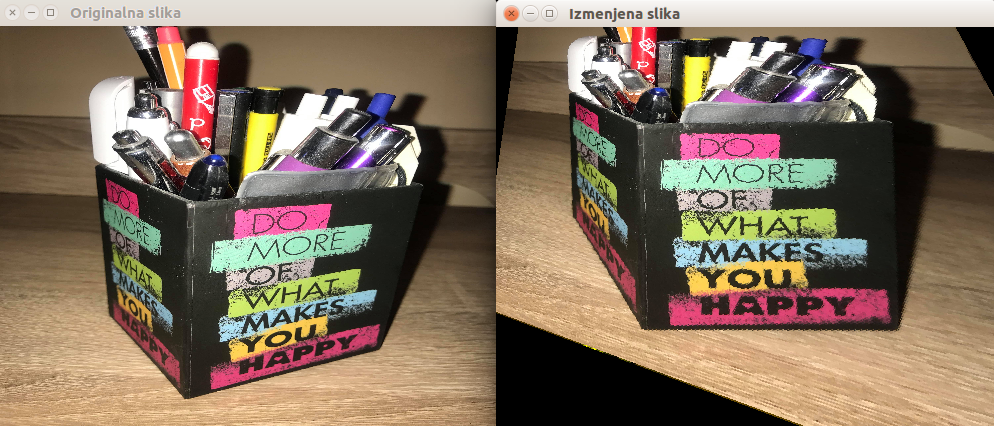 Originalna slika
DO
MORE
OF
WHAT
MAKES
YOU
HAPPY
DO
MORE
OF
WHAT
MAKES
YOU
HAPPY
Izmenjena slika
DO
MORE
OF
WHAT
MAKES
YOU
HAPPY
DO
MORE
OF
WHAT
MAKES
YOU
HAPPY